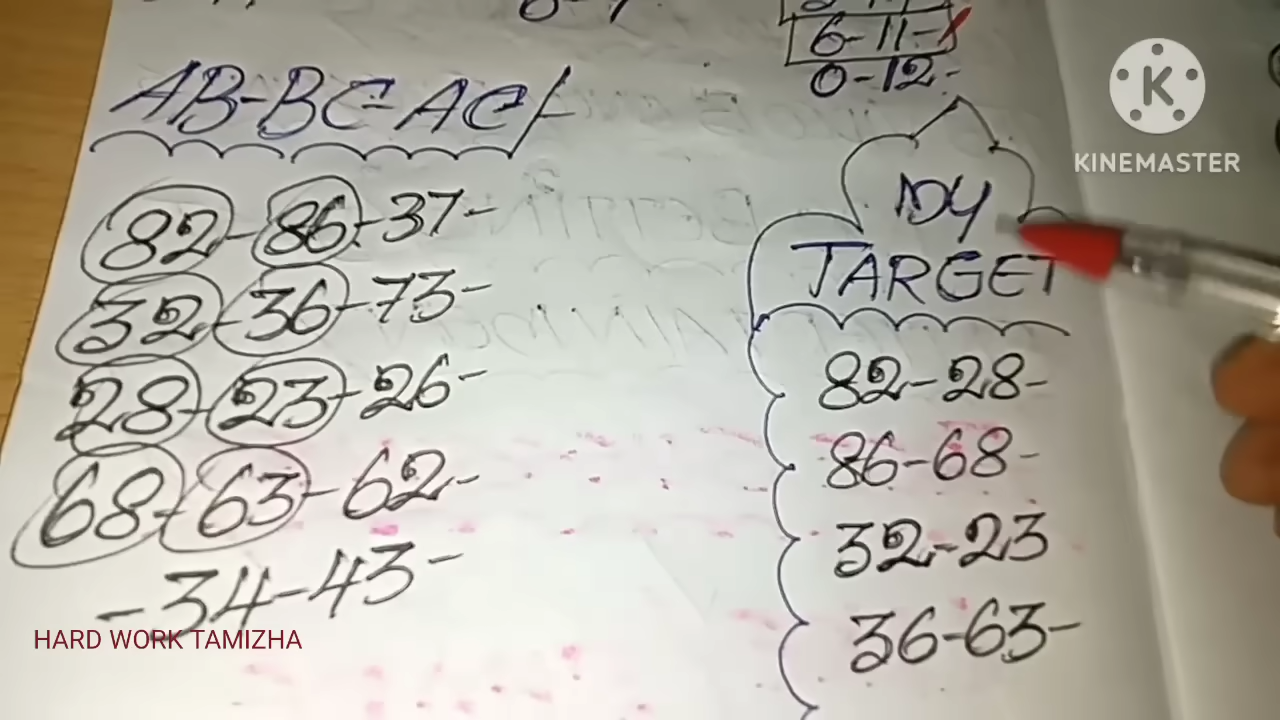 6-11-
0-12-
AB-BC-AC/-
82-86-37-
32-36-73-
28-23-26-
68-63-62-
-34-43-
MY
TARGET
82-28-
86-68-
32-23
36-63-
KINEMASTER
HARD WORK TAMIZHA